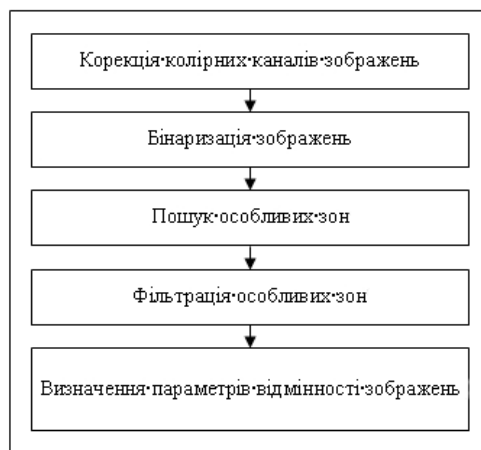 Корекція·колірних·каналів·зображень
Бінаризація·зображень
Пошук·особливих·зон
Фільтрація·особливих·зон
Визначення·параметрів·відмінності·зображень